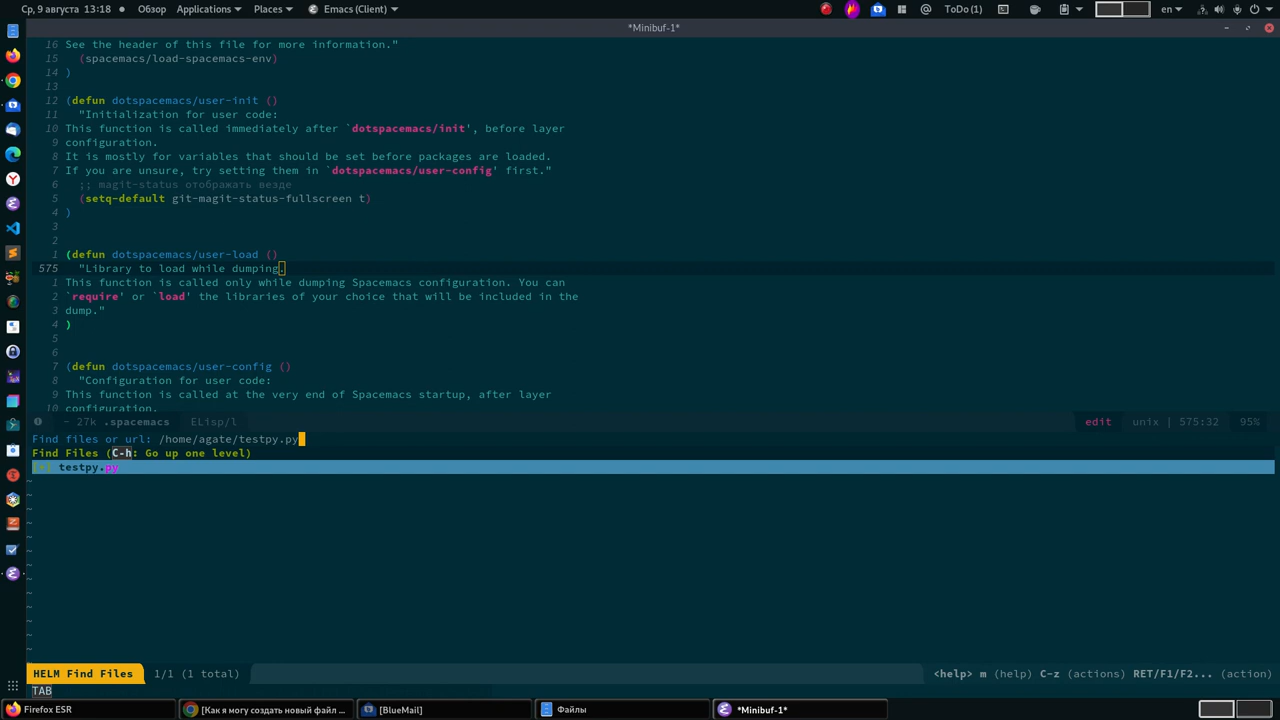 Ср, 9 августа 13:18 Обзор Applications Places Emacs (Client) ToDo (1) en
*Minibuf-1*
16 See the header of this file for more information."
15 (spacemacs/load-spacemacs-env)
14 )
13
12 (defun dotspacemacs/user-init ()
11 "Initialization for user code:
10 This function is called immediately after `dotspacemacs/init', before layer
9 configuration.
8 It is mostly for variables that should be set before packages are loaded.
7 If you are unsure, try setting them in `dotspacemacs/user-config' first."
6 ;; magit-status отображать везде
5 (setq-default git-magit-status-fullscreen t)
4 )
3
2
1 (defun dotspacemacs/user-load ()
575 "Library to load while dumping.
1 This function is called only while dumping Spacemacs configuration. You can
2 `require' or `load' the libraries of your choice that will be included in the
3 dump."
4 )
5
6
7 (defun dotspacemacs/user-config ()
8 "Configuration for user code:
9 This function is called at the very end of Spacemacs startup, after layer
10 configuration.
- 27k .spacemacs ELisp/l edit unix | 575:32 95%
Find files or url: /home/agate/testpy.py
Find Files (C-h: Go up one level)
[+] testpy.py
~
~
~
~
~
~
~
~
~
~
~
~
~
HELM Find Files 1/1 (1 total) <help> m (help) C-z (actions) RET/F1/F2... (action)
TAB
Firefox ESR [Как я могу создать новый файл ... [BlueMail] Файлы *Minibuf-1*